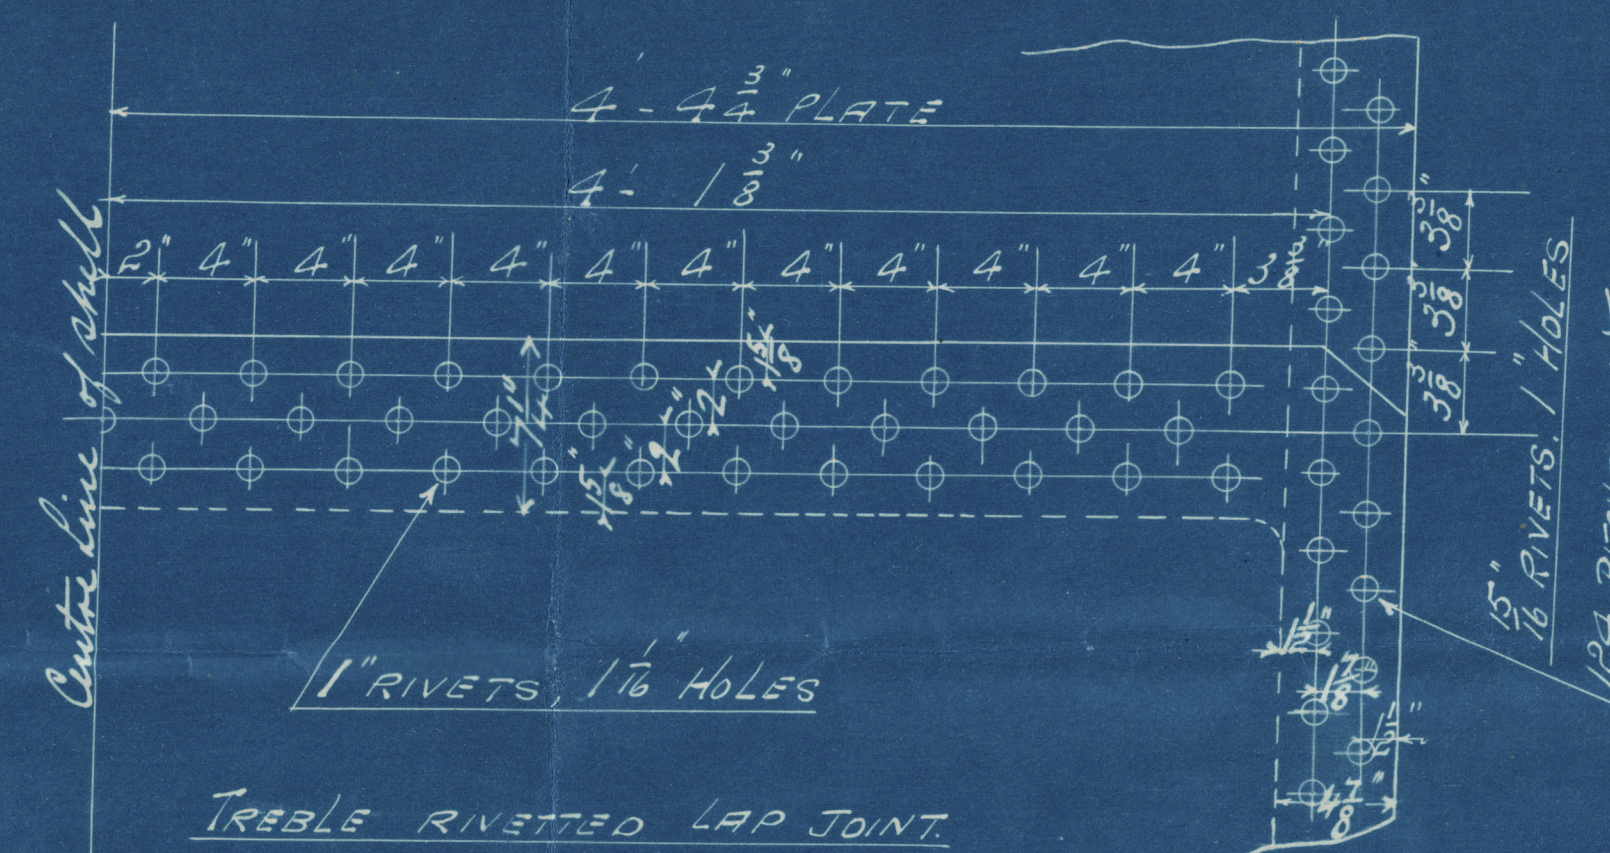 4'-4 3/4" PLATE
4'-1 3/8"
2" 4" 4" 4" 4" 4" 4" 4" 4" 4" 4" 4" 3 3/8"
Centre Line of shell
7 1/4"
1 5/8"
2"
2"
1 5/8"
3 3/8"
3 3/8"
3 3/8"
15/16" RIVETS. 1" HOLES
1 1/2"
1 7/8"
1 1/2"
4 7/8"
1" RIVETS 1 1/16" HOLES
TREBLE RIVETTED LAP JOINT.